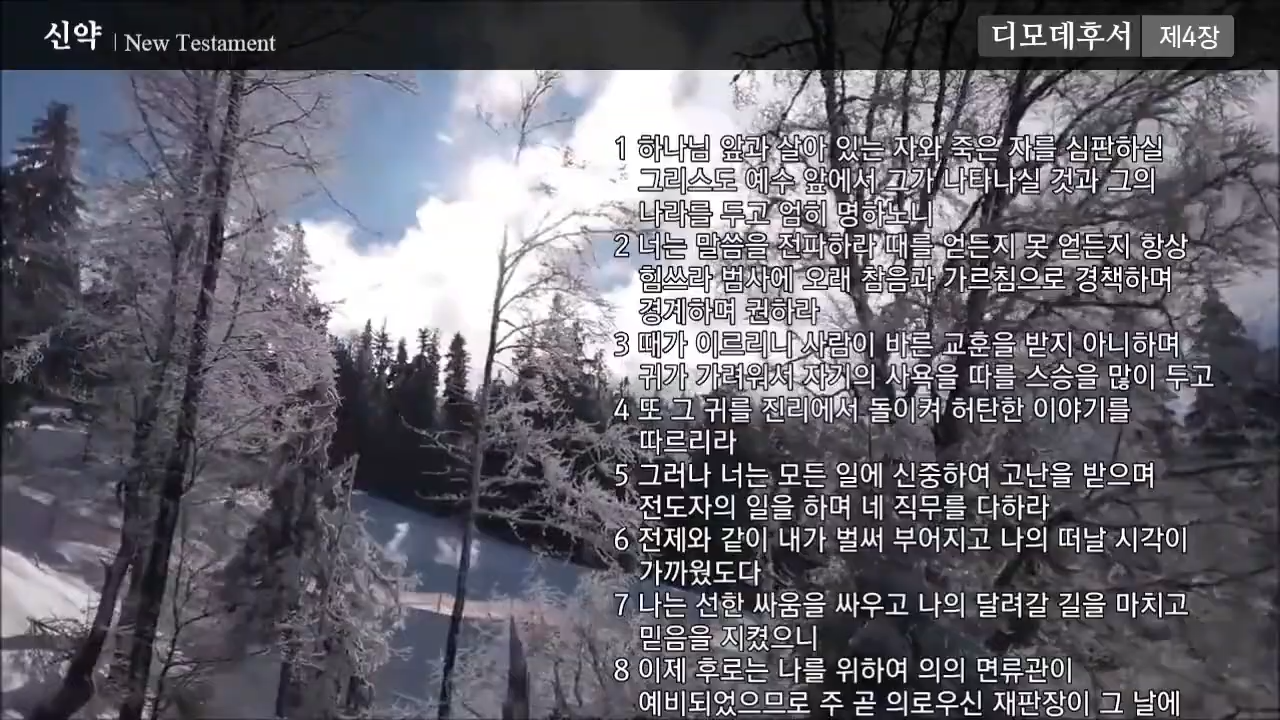 신약 | New Testament
디모데후서 제4장
1 하나님 앞과 살아 있는 자와 죽은 자를 심판하실
그리스도 예수 앞에서 그가 나타나실 것과 그의
나라를 두고 엄히 명하노니
2 너는 말씀을 전파하라 때를 얻든지 못 얻든지 항상
힘쓰라 범사에 오래 참음과 가르침으로 경책하며
경계하며 권하라
3 때가 이르리니 사람이 바른 교훈을 받지 아니하며
귀가 가려워서 자기의 사욕을 따를 스승을 많이 두고
4 또 그 귀를 진리에서 돌이켜 허탄한 이야기를
따르리라
5 그러나 너는 모든 일에 신중하여 고난을 받으며
전도자의 일을 하며 네 직무를 다하라
6 전제와 같이 내가 벌써 부어지고 나의 떠날 시각이
가까웠도다
7 나는 선한 싸움을 싸우고 나의 달려갈 길을 마치고
믿음을 지켰으니
8 이제 후로는 나를 위하여 의의 면류관이
예비되었으므로 주 곧 의로우신 재판장이 그 날에